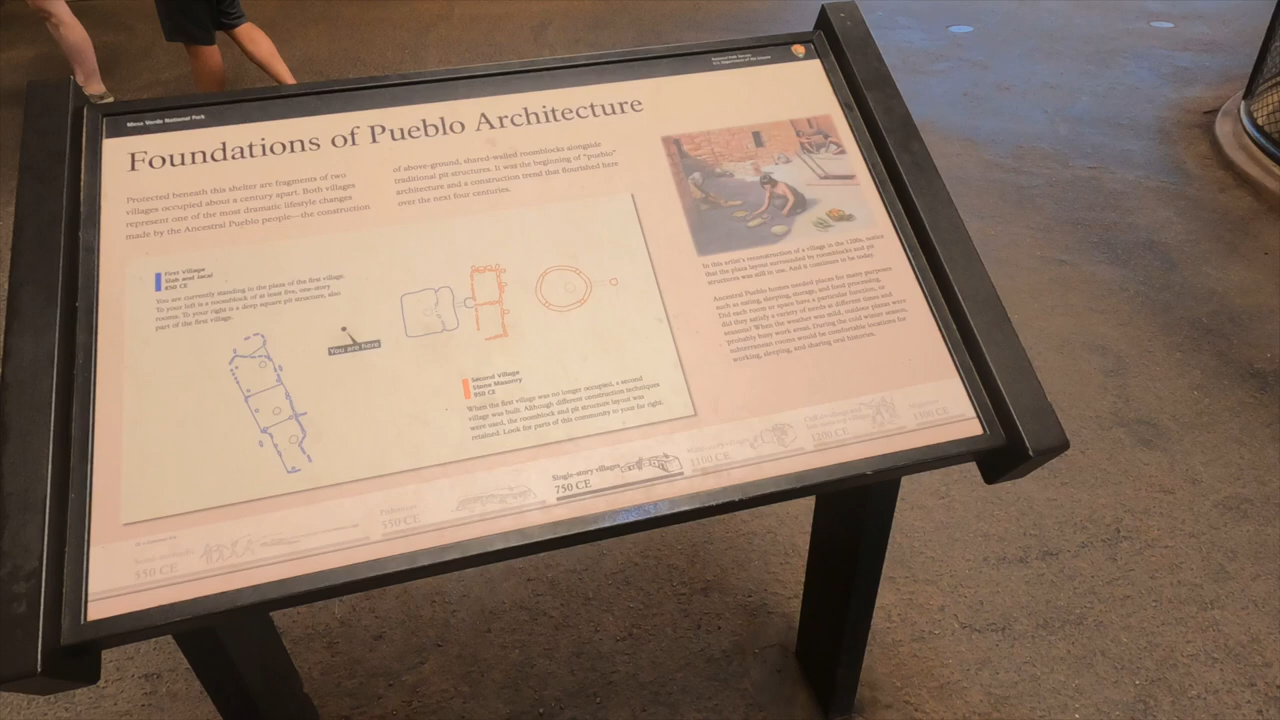 Mesa Verde National Park
National Park Service
U.S. Department of the Interior
Foundations of Pueblo Architecture
Protected beneath this shelter are fragments of two
villages occupied about a century apart. Both villages
represent one of the most dramatic lifestyle changes
made by the Ancestral Pueblo people—the construction
of above-ground, shared-walled roomblocks alongside
traditional pit structures. It was the beginning of "pueblo"
architecture and a construction trend that flourished here
over the next four centuries.
First Village
Slab and Jacal
850 CE
You are currently standing in the plaza of the first village.
To your left is a roomblock of at least five, one-story
rooms. To your right is a deep square pit structure, also
part of the first village.
You are here
Second Village
Stone Masonry
950 CE
When the first village was no longer occupied, a second
village was built. Although different construction techniques
were used, the roomblock and pit structure layout was
retained. Look for parts of this community to your far right.
In this artist's reconstruction of a village in the 1200s, notice
that the plaza layout surrounded by roomblocks and pit
structures was still in use. And it continues to be today.
Ancestral Pueblo homes needed places for many purposes
such as eating, sleeping, storage, and food processing.
Did each room or space have a particular function, or
did they satisfy a variety of needs at different times and
seasons? When the weather was mild, outdoor plazas were
probably busy work areas. During the cold winter season,
subterranean rooms would be comfortable locations for
working, sleeping, and sharing oral histories.
550 CE
Single-story villages
750 CE
1100 CE
1200 CE
1300 CE